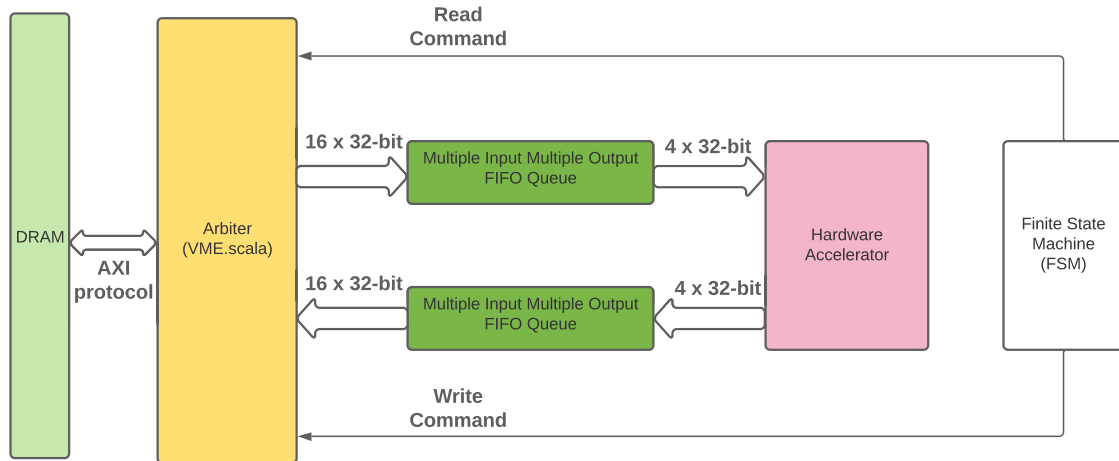 Read
Command
16 x 32-bit
Multiple Input Multiple Output
FIFO Queue
4 x 32-bit
DRAM
AXI
protocol
Arbiter
(VME.scala)
Hardware
Accelerator
Finite State
Machine
(FSM)
16 x 32-bit
Multiple Input Multiple Output
FIFO Queue
4 x 32-bit
Write
Command